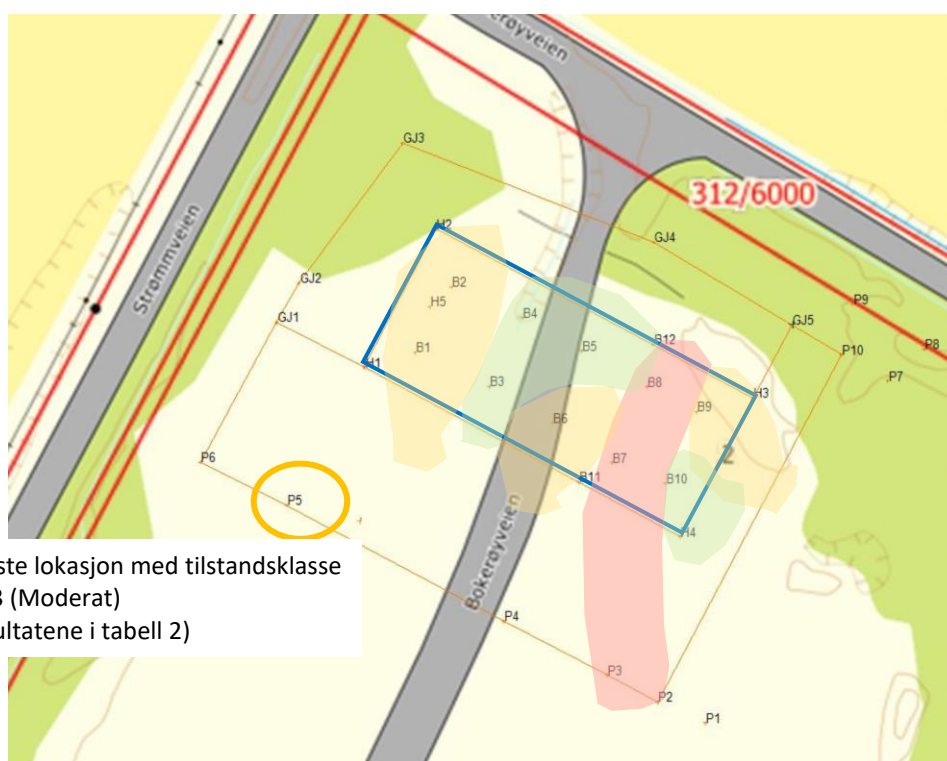 erøyveien
GJ3
312/6000
Strømmveien
H2
GJ4
GJ2
B2
P9
H5
B4
GJ1
GJ5
B12
B5
P8
B1
P10
H1
B3
B8
P7
H3
B9
B6
2
P6
B7
B11
B10
P5
H4
Bokerøyveien
ste lokasjon med tilstandsklasse
3 (Moderat)
ultatene i tabell 2)
P4
P3
P2
P1